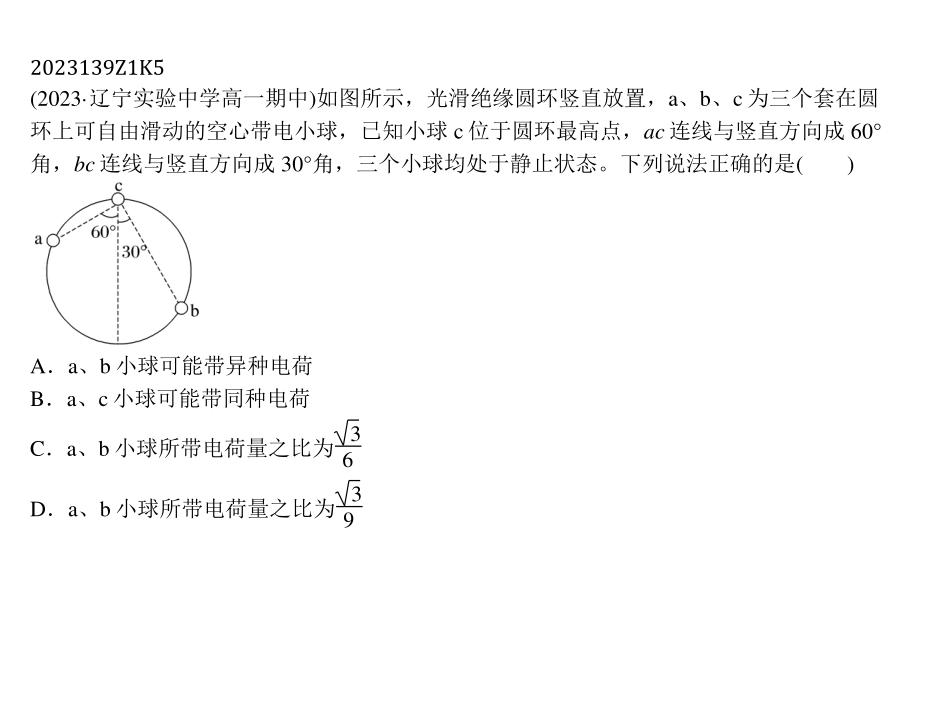 2023139Z1K5
(2023·辽宁实验中学高一期中)如图所示，光滑绝缘圆环竖直放置，a、b、c 为三个套在圆
环上可自由滑动的空心带电小球，已知小球 c 位于圆环最高点，ac 连线与竖直方向成 60°
角，bc 连线与竖直方向成 30°角，三个小球均处于静止状态。下列说法正确的是(　　)
c
a
60°
30°
b
A．a、b 小球可能带异种电荷
B．a、c 小球可能带同种电荷
C．a、b 小球所带电荷量之比为√3/6
D．a、b 小球所带电荷量之比为√3/9